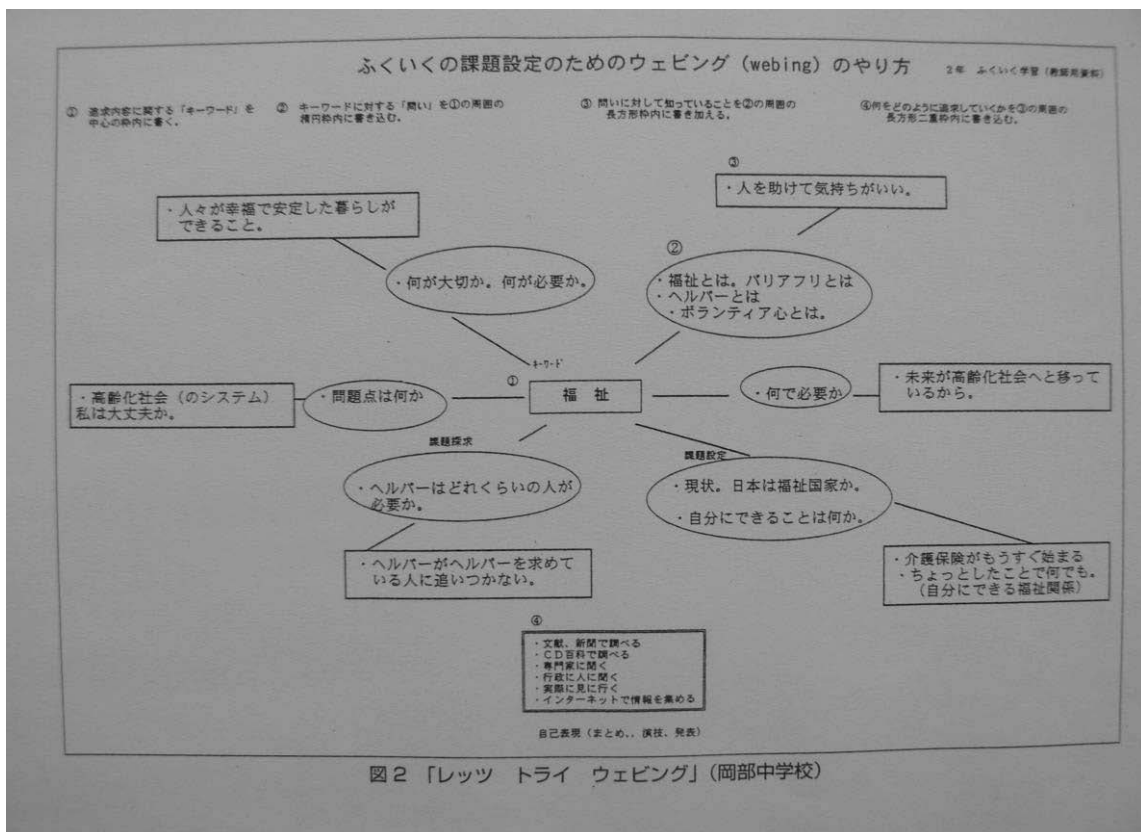 ふくいくの課題設定のためのウェビング (webing) のやり方
2年 ふくいく学習 (教師用資料)
① 追求内容に関する「キーワード」を
中心の枠内に書く。
② キーワードに対する「問い」を①の周囲の
楕円枠内に書き込む。
③ 問いに対して知っていることを②の周囲の
長方形枠内に書き加える。
④何をどのように追求していくかを③の周囲の
長方形二重枠内に書き込む。
③
・人を助けて気持ちがいい。
・人々が幸福で安定した暮らしが
できること。
②
・福祉とは。バリアフリとは
・ヘルパーとは
・ボランティア心とは。
・何が大切か。何が必要か。
キーワード
①
福 祉
・高齢化社会 (のシステム)
私は大丈夫か。
・問題点は何か
・何で必要か
・未来が高齢化社会へと移って
いるから。
課題探求
・ヘルパーはどれくらいの人が
必要か。
課題設定
・現状。日本は福祉国家か。
・自分にできることは何か。
・ヘルパーがヘルパーを求めて
いる人に追いつかない。
・介護保険がもうすぐ始まる
・ちょっとしたことで何でも。
(自分にできる福祉関係)
④
・文献、新聞で調べる
・CD百科で調べる
・専門家に聞く
・行政に人に聞く
・実際に見に行く
・インターネットで情報を集める
自己表現 (まとめ,、演技、発表)
図2 「レッツ トライ ウェビング」(岡部中学校)